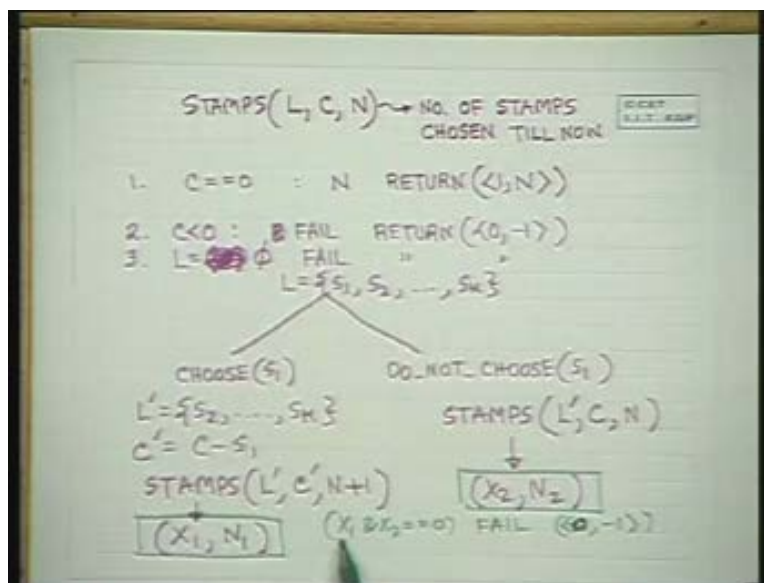 STAMPS(L, C, N) → NO. OF STAMPS
CHOSEN TILL NOW
1. C==0 : N RETURN(<1, N>)
2. C<0 : FAIL RETURN(<0, -1>)
3. L= ϕ FAIL " "
L={S1, S2, ..., SK}
CHOOSE(S1) DO_NOT_CHOOSE(S1)
L'={S2, ...., SK} STAMPS(L', C, N)
C'= C-S1
STAMPS(L', C', N+1) (X2, N2)
(X1, N1) (X1 & X2 ==0) FAIL (<0, -1>)